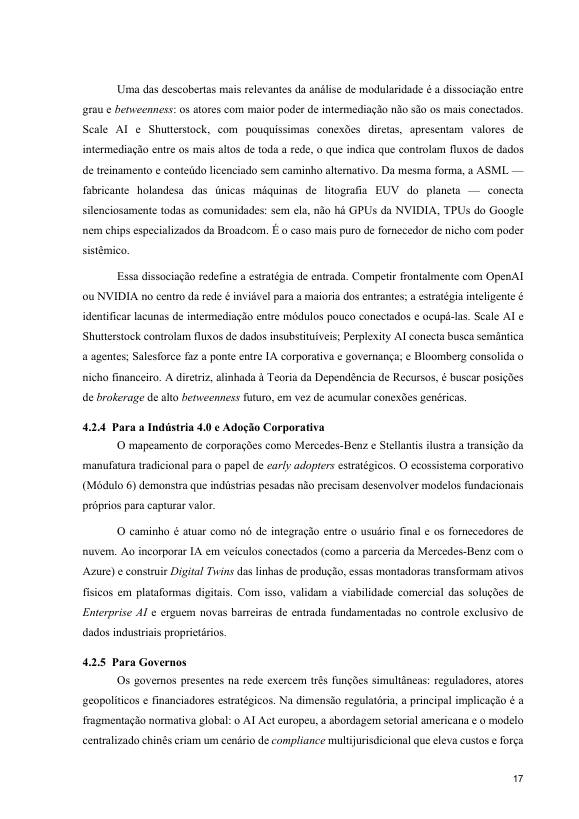 Uma das descobertas mais relevantes da análise de modularidade é a dissociação entre
grau e betweenness: os atores com maior poder de intermediação não são os mais conectados.
Scale AI e Shutterstock, com pouquíssimas conexões diretas, apresentam valores de
intermediação entre os mais altos de toda a rede, o que indica que controlam fluxos de dados
de treinamento e conteúdo licenciado sem caminho alternativo. Da mesma forma, a ASML —
fabricante holandesa das únicas máquinas de litografia EUV do planeta — conecta
silenciosamente todas as comunidades: sem ela, não há GPUs da NVIDIA, TPUs do Google
nem chips especializados da Broadcom. É o caso mais puro de fornecedor de nicho com poder
sistêmico.
Essa dissociação redefine a estratégia de entrada. Competir frontalmente com OpenAI
ou NVIDIA no centro da rede é inviável para a maioria dos entrantes; a estratégia inteligente é
identificar lacunas de intermediação entre módulos pouco conectados e ocupá-las. Scale AI e
Shutterstock controlam fluxos de dados insubstituíveis; Perplexity AI conecta busca semântica
a agentes; Salesforce faz a ponte entre IA corporativa e governança; e Bloomberg consolida o
nicho financeiro. A diretriz, alinhada à Teoria da Dependência de Recursos, é buscar posições
de brokerage de alto betweenness futuro, em vez de acumular conexões genéricas.
4.2.4 Para a Indústria 4.0 e Adoção Corporativa
O mapeamento de corporações como Mercedes-Benz e Stellantis ilustra a transição da
manufatura tradicional para o papel de early adopters estratégicos. O ecossistema corporativo
(Módulo 6) demonstra que indústrias pesadas não precisam desenvolver modelos fundacionais
próprios para capturar valor.
O caminho é atuar como nó de integração entre o usuário final e os fornecedores de
nuvem. Ao incorporar IA em veículos conectados (como a parceria da Mercedes-Benz com o
Azure) e construir Digital Twins das linhas de produção, essas montadoras transformam ativos
físicos em plataformas digitais. Com isso, validam a viabilidade comercial das soluções de
Enterprise AI e erguem novas barreiras de entrada fundamentadas no controle exclusivo de
dados industriais proprietários.
4.2.5 Para Governos
Os governos presentes na rede exercem três funções simultâneas: reguladores, atores
geopolíticos e financiadores estratégicos. Na dimensão regulatória, a principal implicação é a
fragmentação normativa global: o AI Act europeu, a abordagem setorial americana e o modelo
centralizado chinês criam um cenário de compliance multijurisdicional que eleva custos e força
17